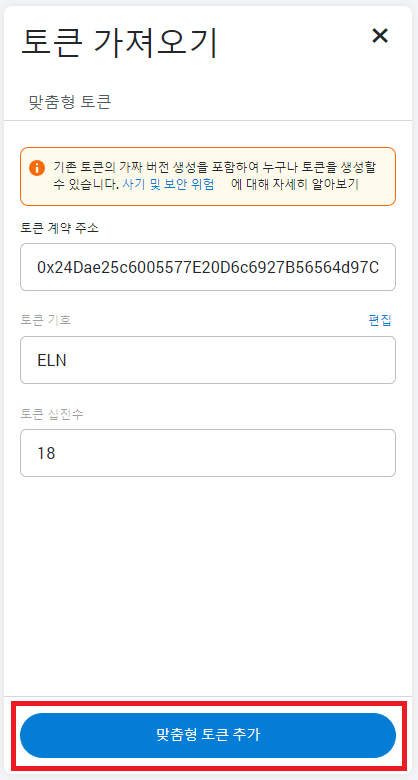 토큰 가져오기
맞춤형 토큰
기존 토큰의 가짜 버전 생성을 포함하여 누구나 토큰을 생성할
수 있습니다. 사기 및 보안 위험 에 대해 자세히 알아보기
토큰 계약 주소
0x24Dae25c6005577E20D6c6927B56564d97C
토큰 기호 편집
ELN
토큰 십진수
18
맞춤형 토큰 추가